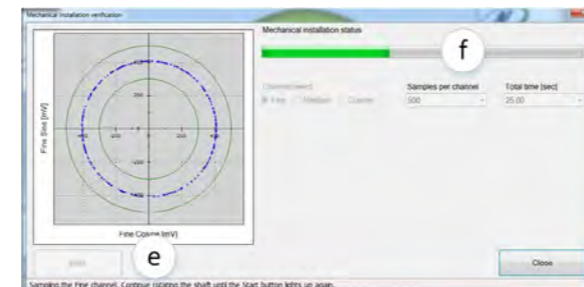 Mechanical installation verification
Mechanical installation status
f
Channel select
Fine Medium Coarse
Samples per channel
500
Total time [sec]
25.00
Fine Sine [mV]
Fine Cosine [mV]
e
Start
Close
Sampling the Fine channel. Continue rotating the shaft until the Start button lights up again.